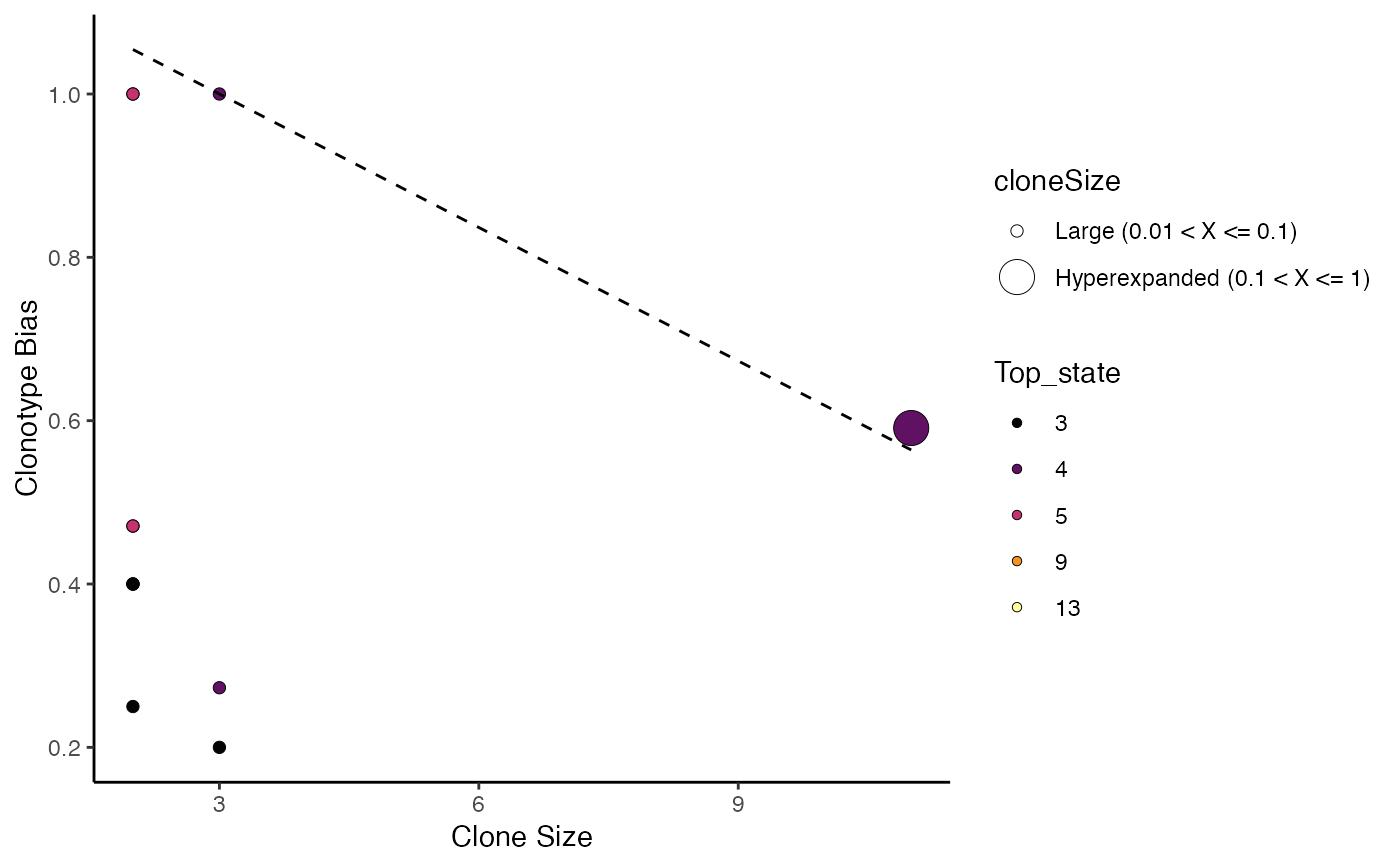 1.0
0.8
0.6
0.4
0.2
Clonotype Bias
3
6
9
Clone Size
cloneSize
Large (0.01 < X <= 0.1)
Hyperexpanded (0.1 < X <= 1)
Top_state
3
4
5
9
13